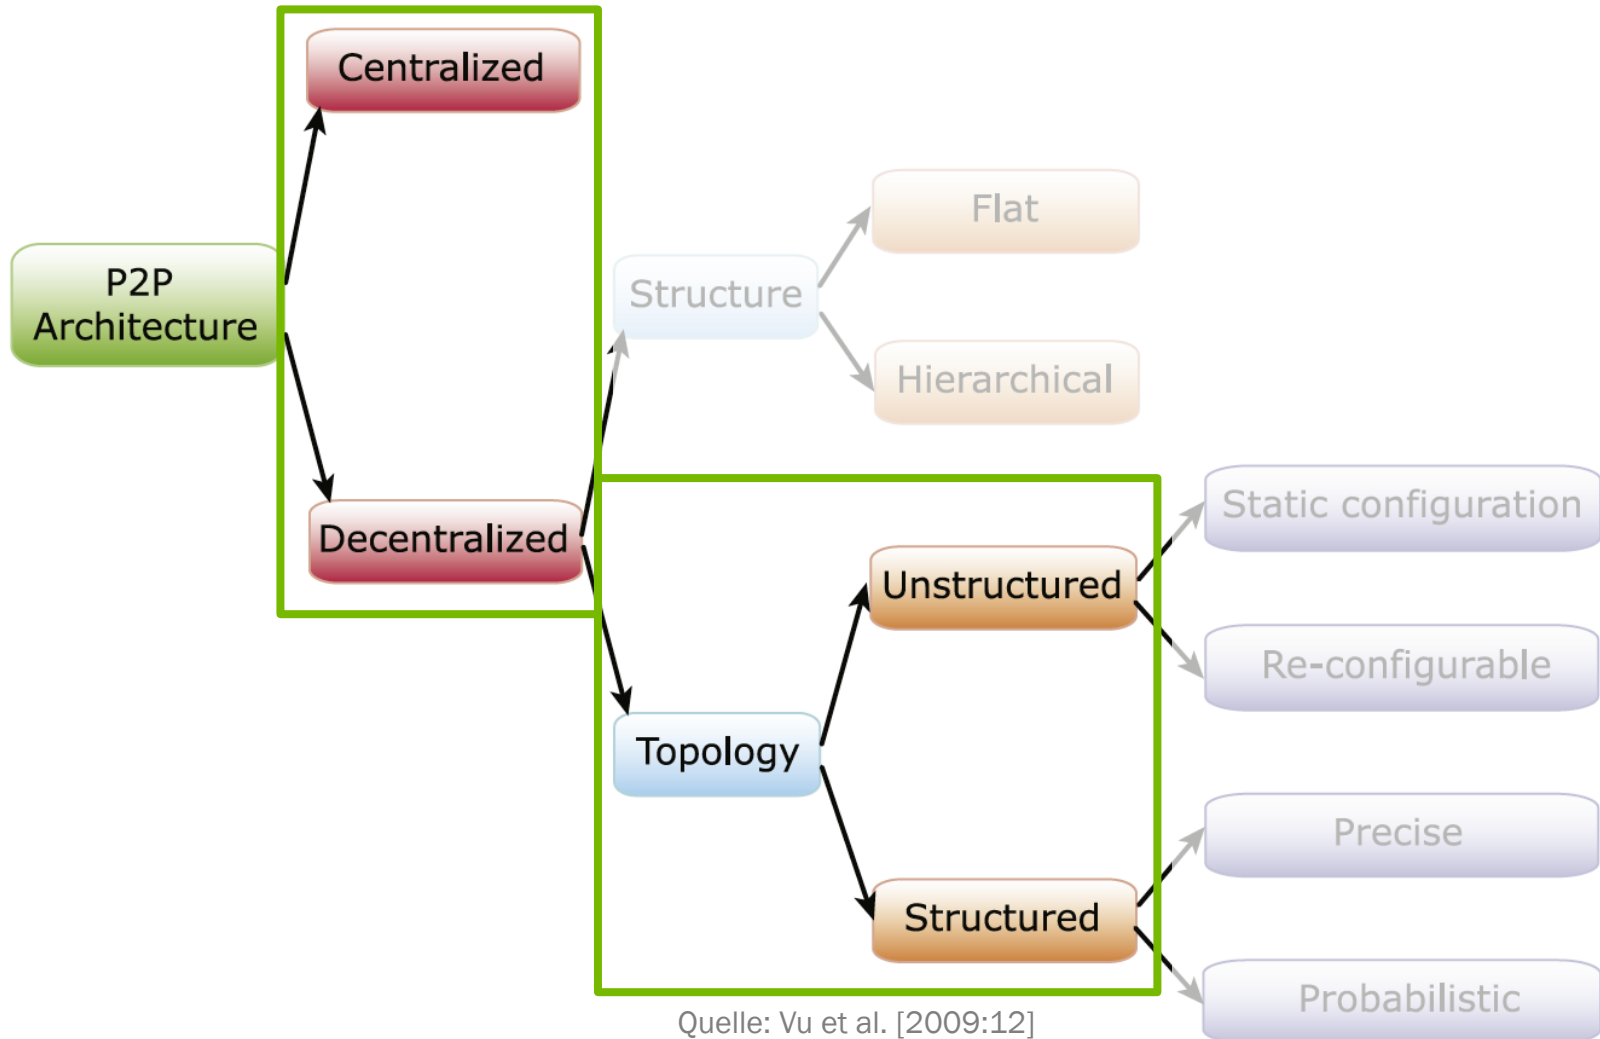 Centralized
Flat
P2P
Architecture
Structure
Hierarchical
Static configuration
Decentralized
Unstructured
Re-configurable
Topology
Precise
Structured
Probabilistic
Quelle: Vu et al. [2009:12]